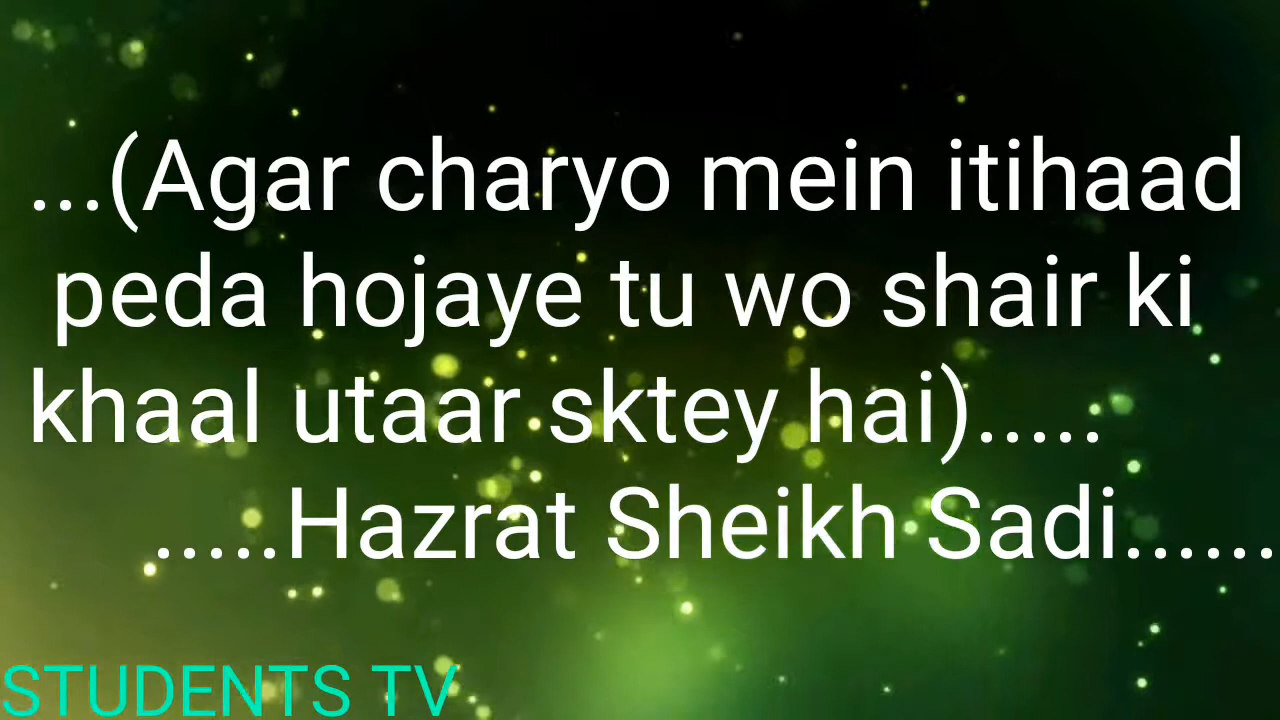 ...(Agar charyo mein itihaad
peda hojaye tu wo shair ki
khaal utaar sktey hai).....
.....Hazrat Sheikh Sadi......
STUDENTS TV